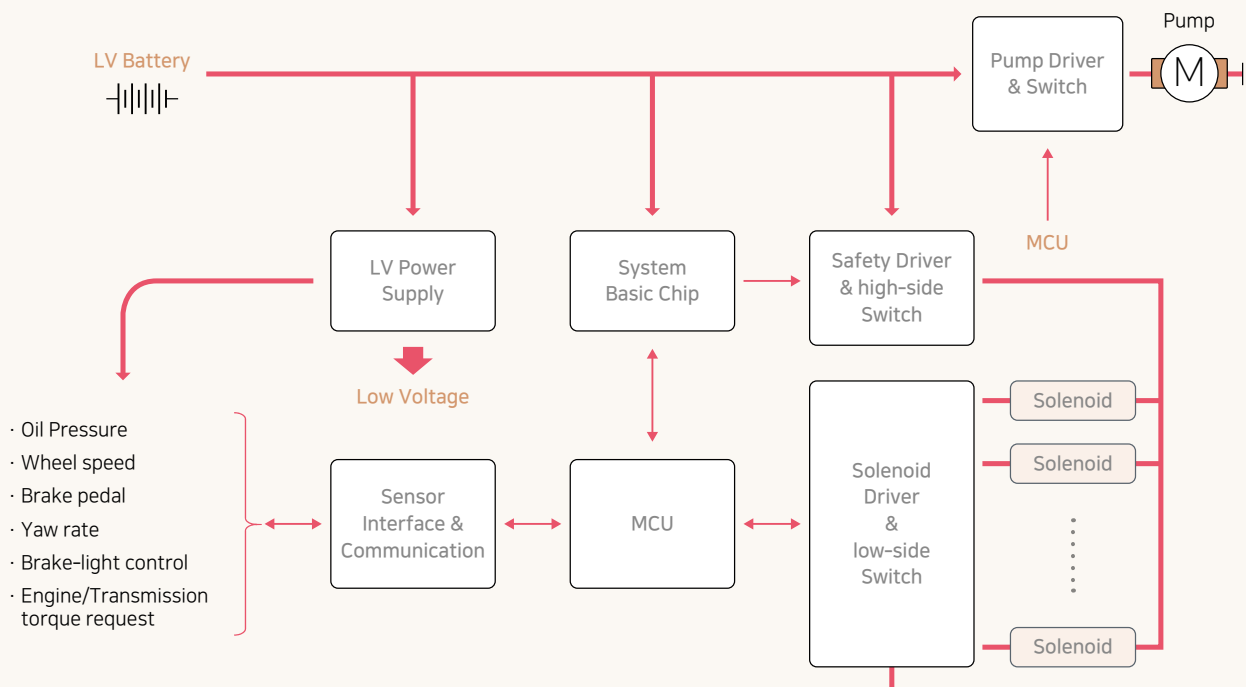 Pump
LV Battery
Pump Driver
& Switch
M
MCU
LV Power
Supply
System
Basic Chip
Safety Driver
& high-side
Switch
Low Voltage
Solenoid
Solenoid
Solenoid
· Oil Pressure
· Wheel speed
· Brake pedal
· Yaw rate
· Brake-light control
· Engine/Transmission
torque request
Sensor
Interface &
Communication
MCU
Solenoid
Driver
&
low-side
Switch